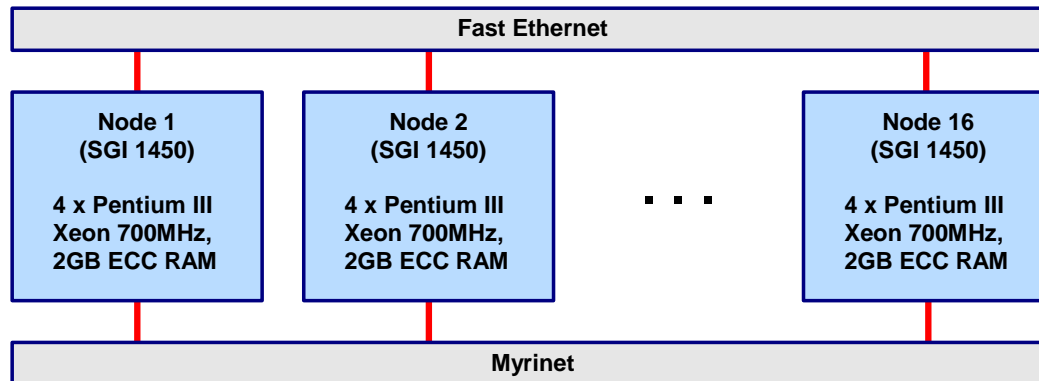 Fast Ethernet
Node 1
(SGI 1450)
4 x Pentium III
Xeon 700MHz,
2GB ECC RAM
Node 2
(SGI 1450)
4 x Pentium III
Xeon 700MHz,
2GB ECC RAM
. . .
Node 16
(SGI 1450)
4 x Pentium III
Xeon 700MHz,
2GB ECC RAM
Myrinet